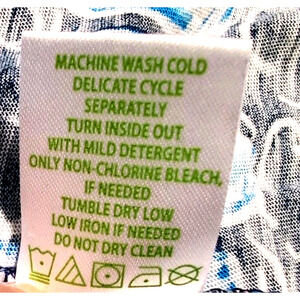 MACHINE WASH COLD
DELICATE CYCLE
SEPARATELY
TURN INSIDE OUT
WITH MILD DETERGENT
ONLY NON-CHLORINE BLEACH,
IF NEEDED
TUMBLE DRY LOW
LOW IRON IF NEEDED
DO NOT DRY CLEAN